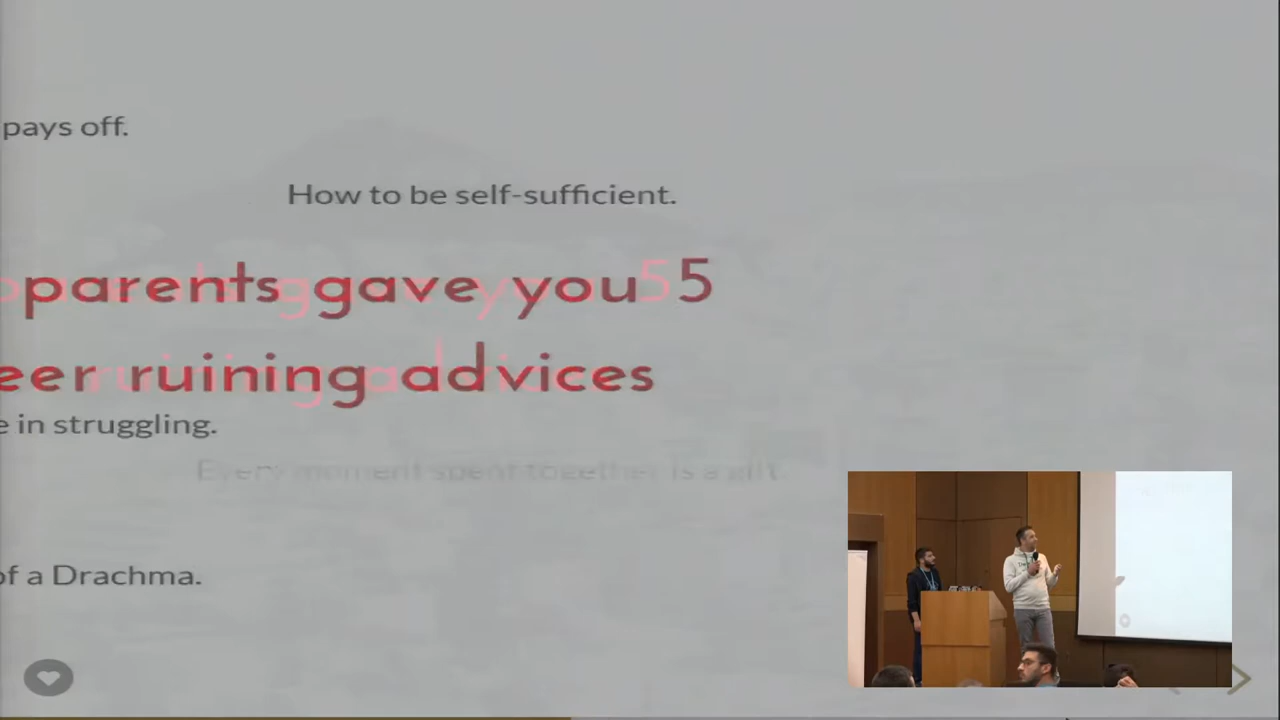 pays off.
How to be self-sufficient.
parents gave you 5 5
eer ruining advices
e in struggling.
Every moment spent together is a gift
of a Drachma.